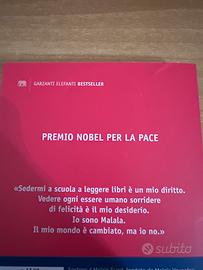 GARZANTI ELEFANTI BESTSELLER
PREMIO NOBEL PER LA PACE
«Sedermi a scuola a leggere libri è un mio diritto.
Vedere ogni essere umano sorridere
di felicità è il mio desiderio.
Io sono Malala.
Il mio mondo è cambiato, ma io no.»
subito